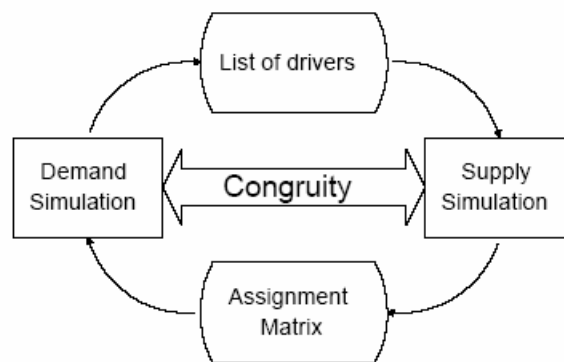 List of drivers
Demand
Simulation
Congruity
Supply
Simulation
Assignment
Matrix